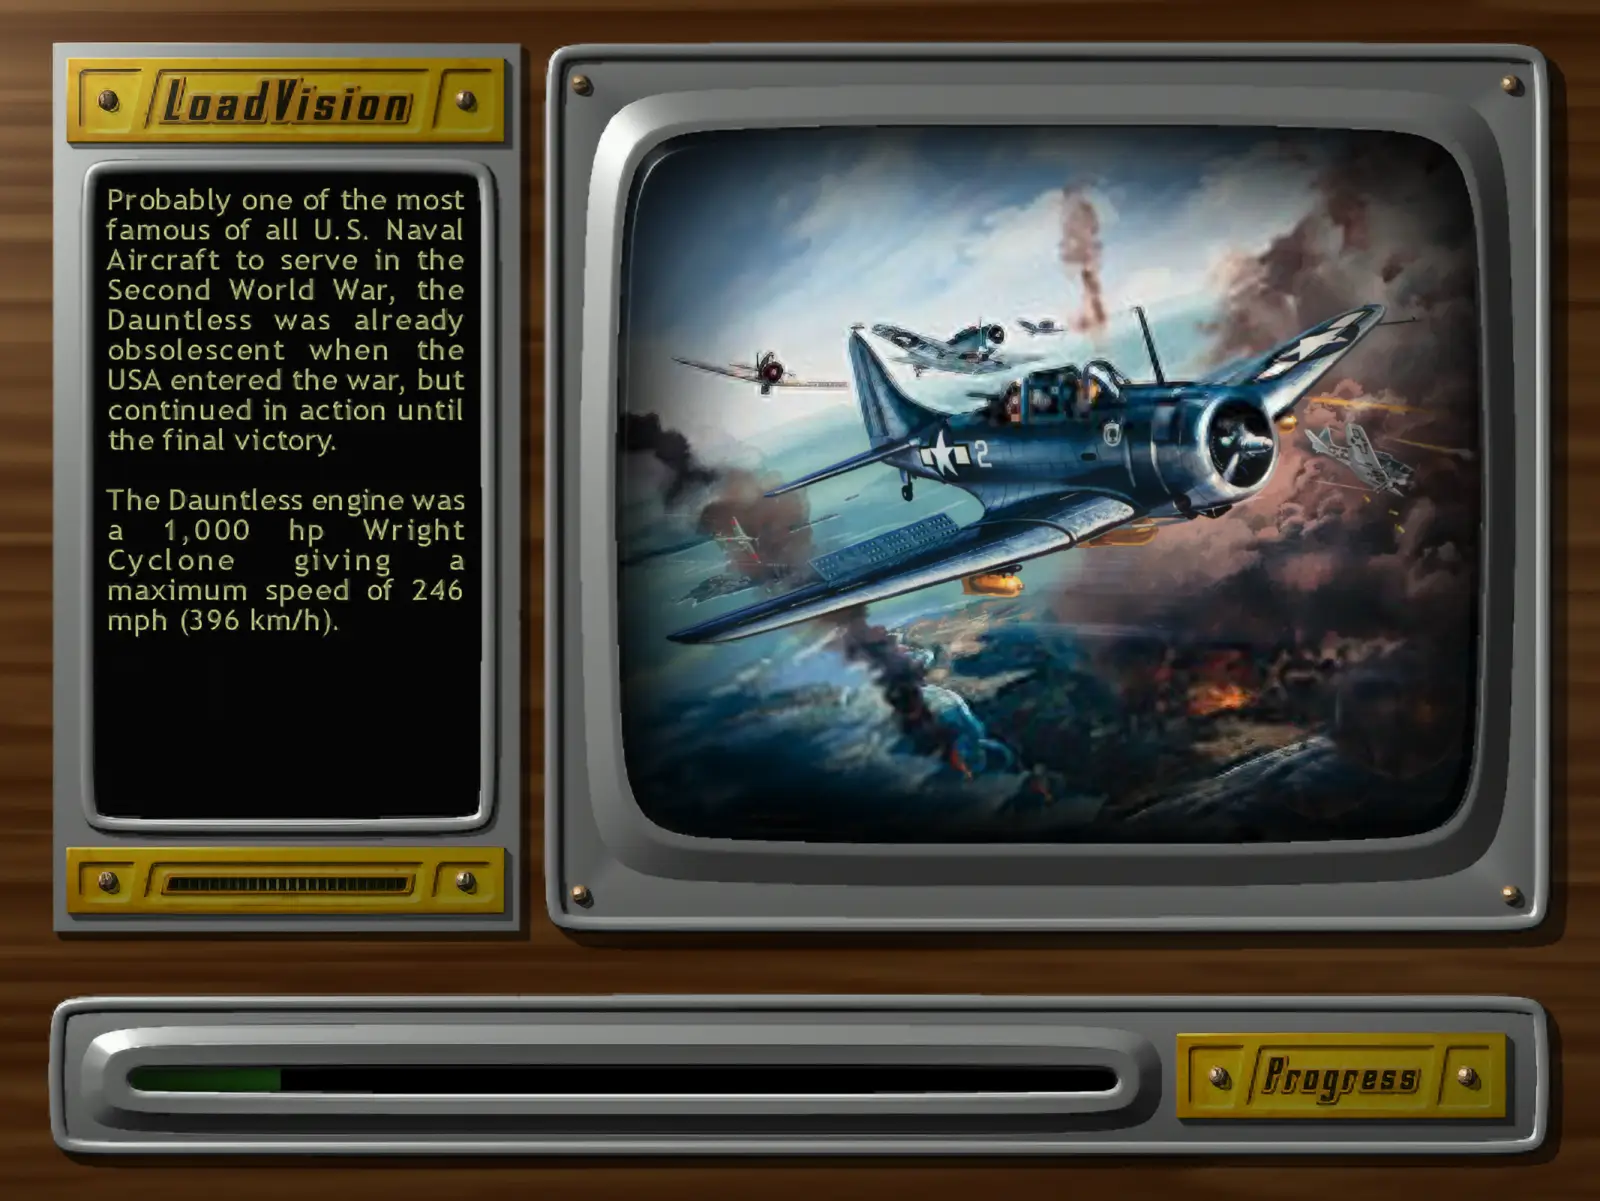 LoadVision
Probably one of the most
famous of all U.S. Naval
Aircraft to serve in the
Second World War, the
Dauntless was already
obsolescent when the
USA entered the war, but
continued in action until
the final victory.
The Dauntless engine was
a 1,000 hp Wright
Cyclone giving a
maximum speed of 246
mph (396 km/h).
2
Progress